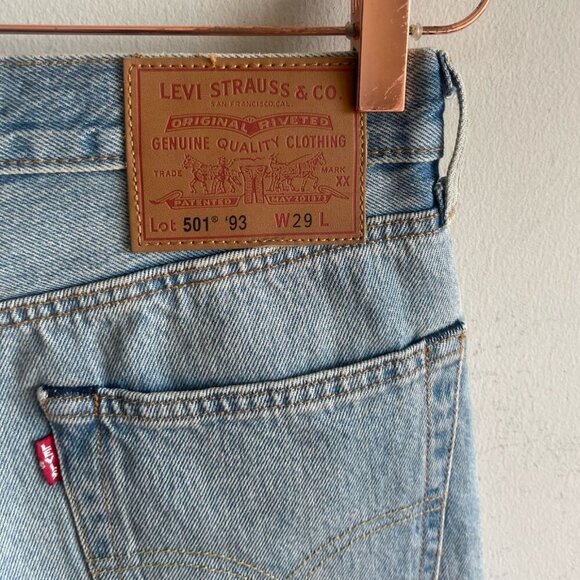 LEVI STRAUSS & CO.
SAN FRANCISCO, CAL.
ORIGINAL RIVETED
GENUINE QUALITY CLOTHING
TRADE MARK
XX
PATENTED MAY 20 1873
Lot 501® '93 W29 L
LEVI'S